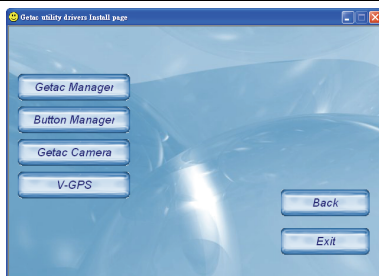 Getac utility drivers Install page
Getac Manager
Button Manager
Getac Camera
V-GPS
Back
Exit